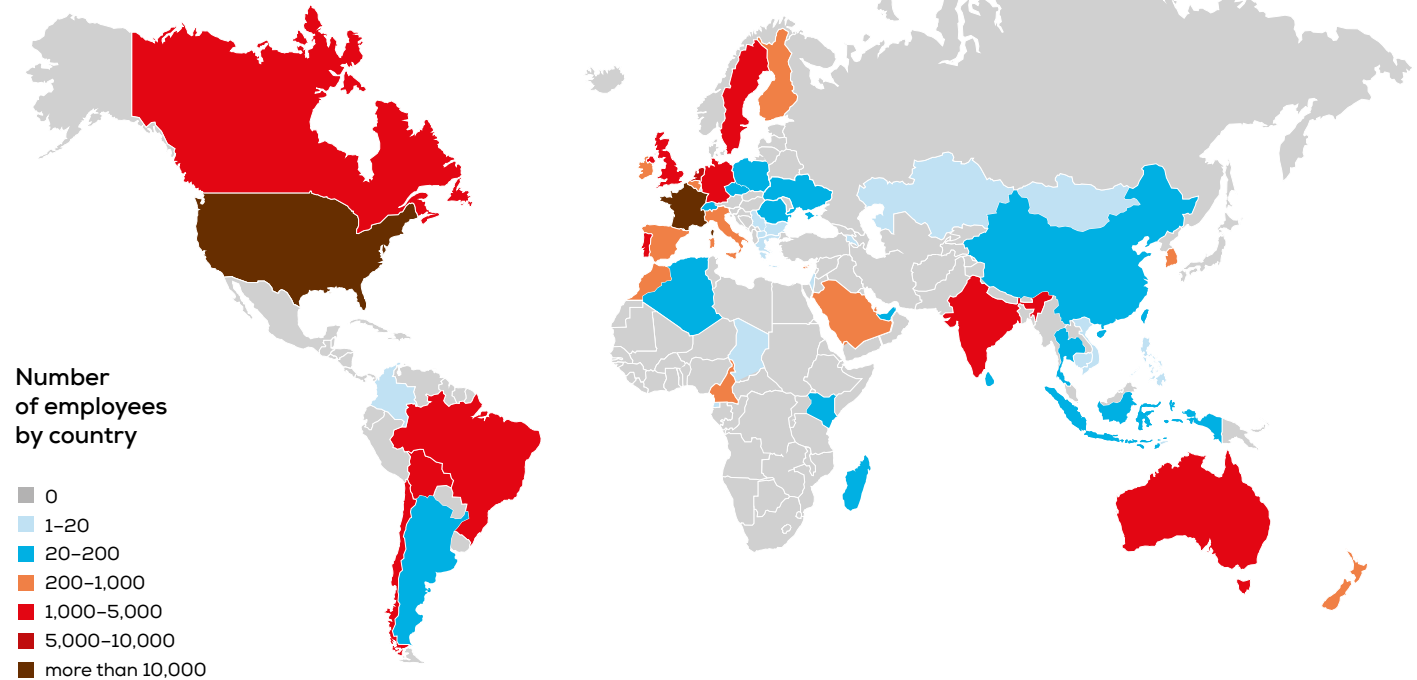 Number
of employees
by country
0
1–20
20–200
200–1,000
1,000–5,000
5,000–10,000
more than 10,000